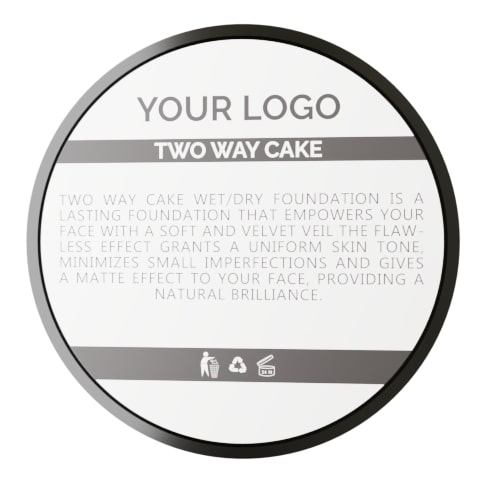 YOUR LOGO
TWO WAY CAKE
TWO WAY CAKE WET/DRY FOUNDATION IS A
LASTING FOUNDATION THAT EMPOWERS YOUR
FACE WITH A SOFT AND VELVET VEIL THE FLAW-
LESS EFFECT GRANTS A UNIFORM SKIN TONE,
MINIMIZES SMALL IMPERFECTIONS AND GIVES
A MATTE EFFECT TO YOUR FACE, PROVIDING A
NATURAL BRILLIANCE.